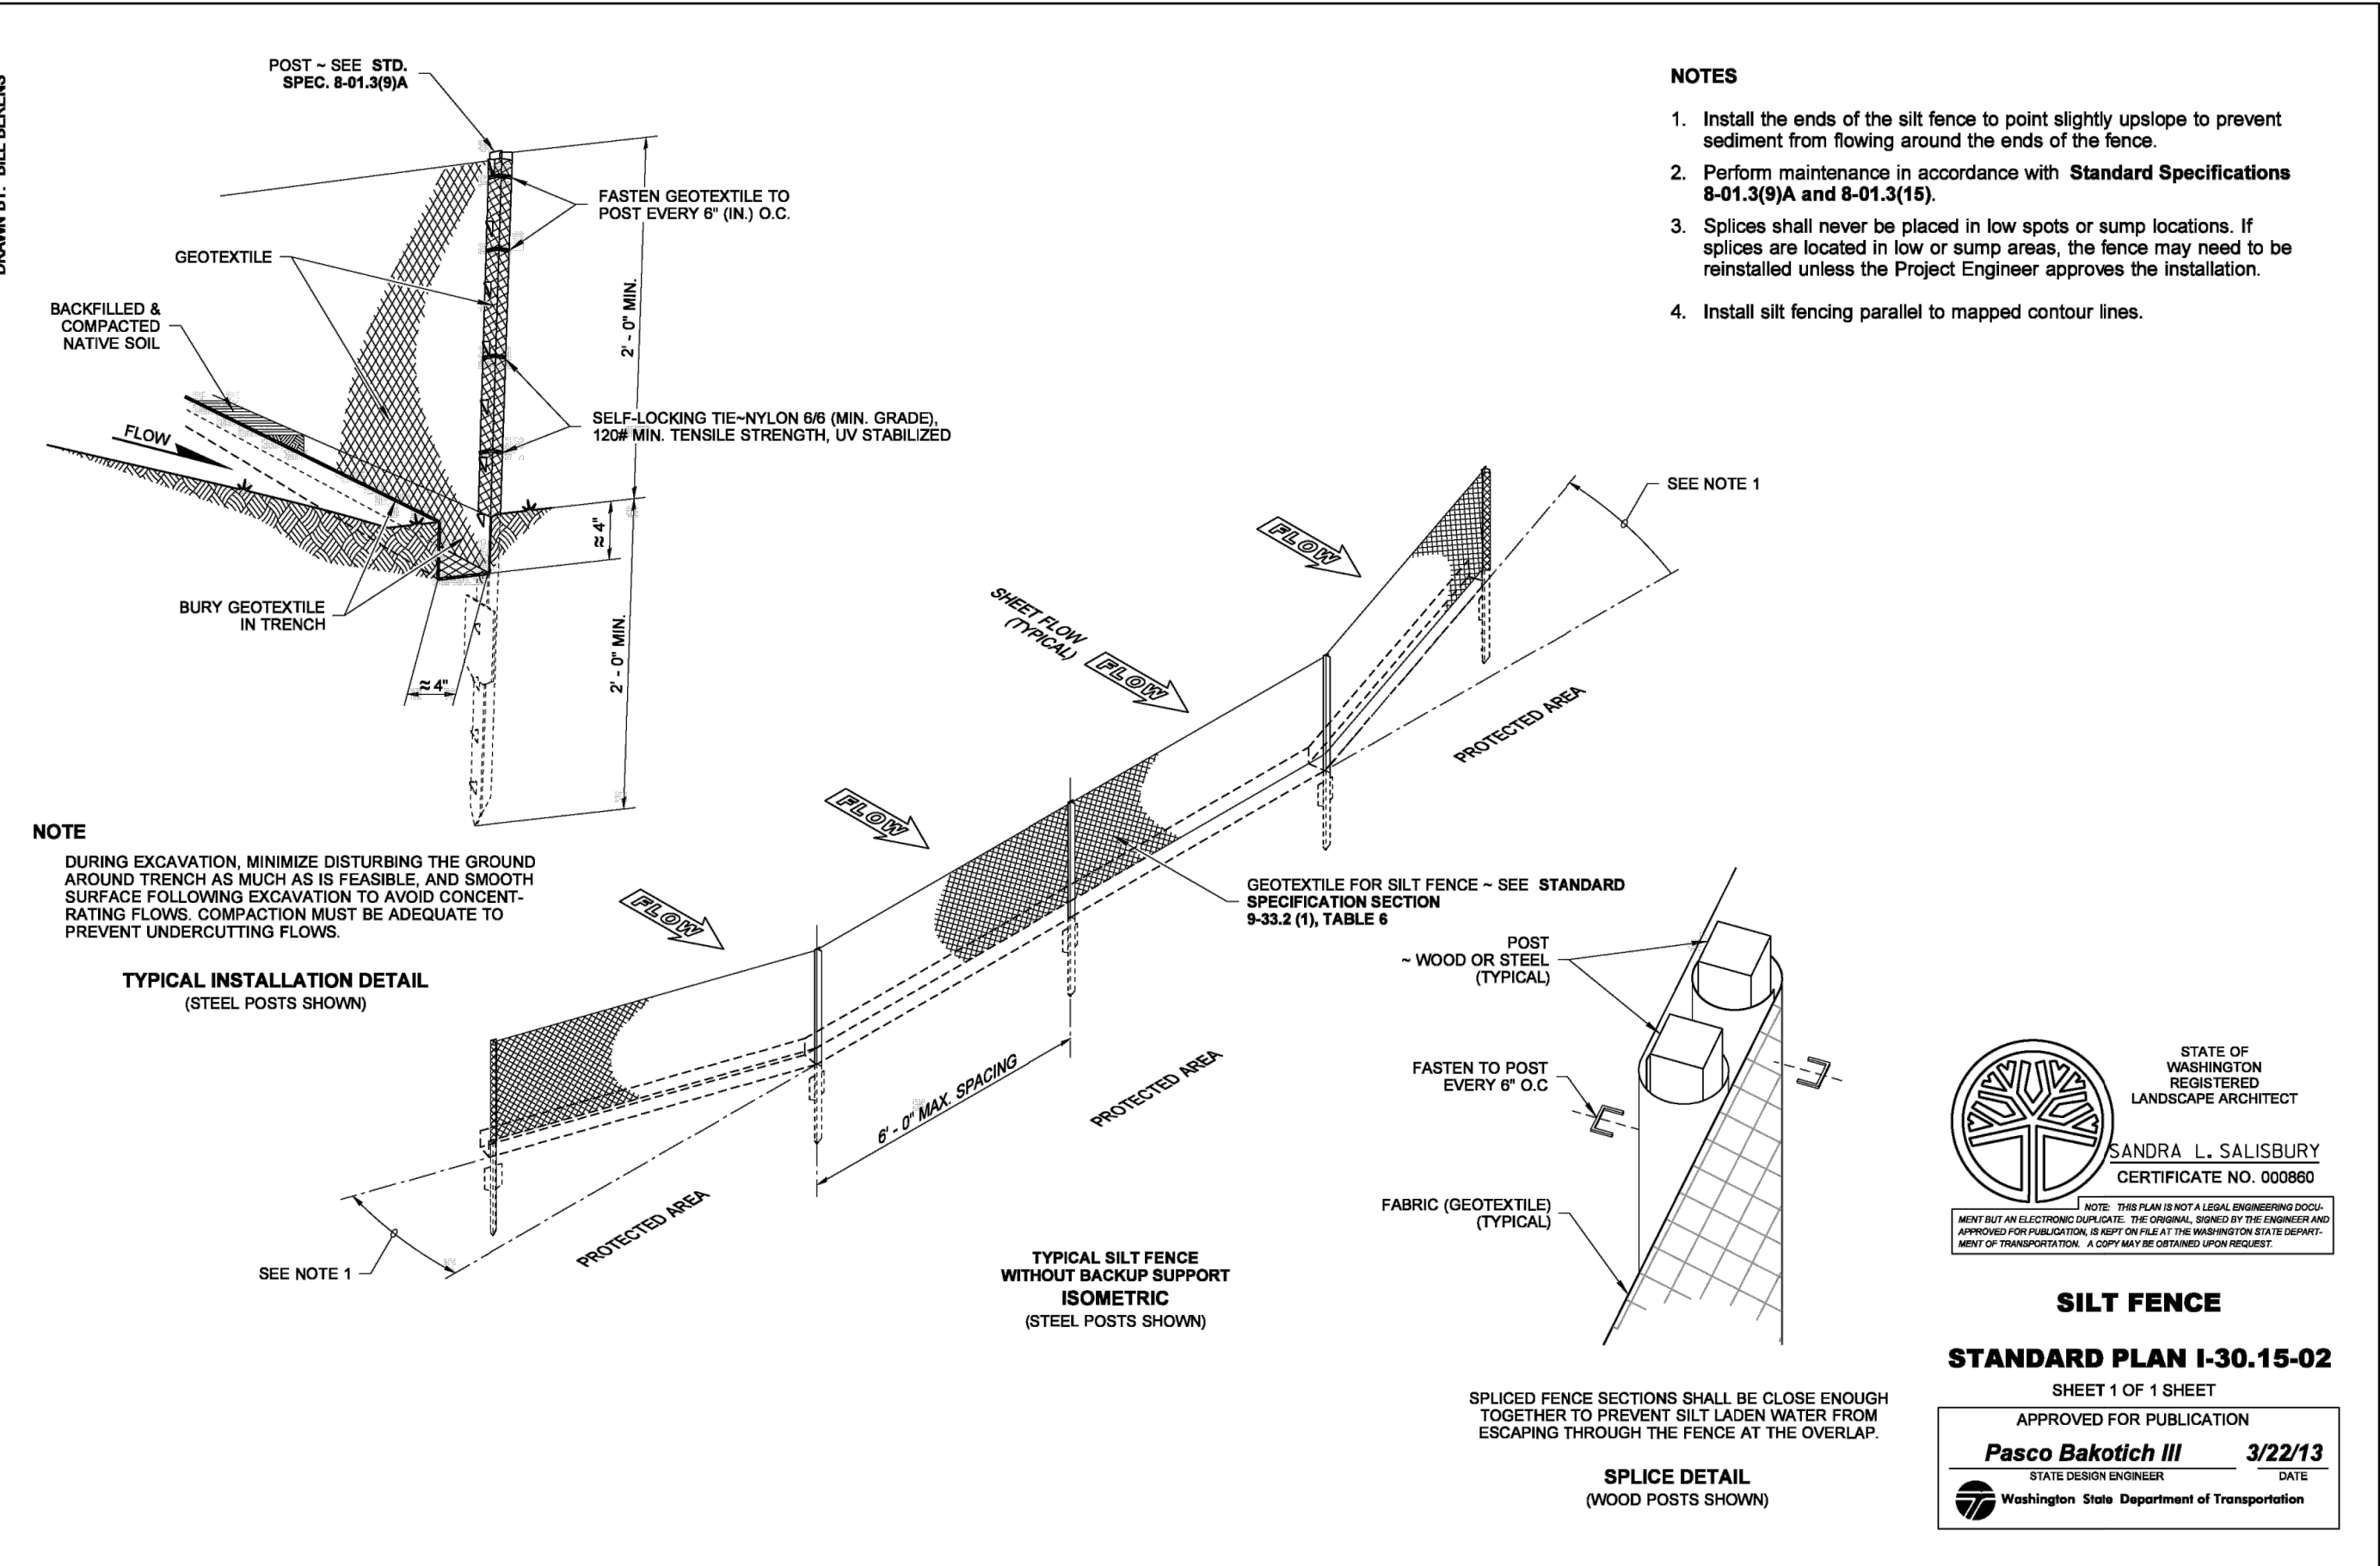 DRAWN BY: BILL BERENS
POST ~ SEE STD.
SPEC. 8-01.3(9)A
FASTEN GEOTEXTILE TO
POST EVERY 6" (IN.) O.C.
GEOTEXTILE
BACKFILLED &
COMPACTED
NATIVE SOIL
FLOW
2' - 0" MIN.
SELF-LOCKING TIE~NYLON 6/6 (MIN. GRADE),
120# MIN. TENSILE STRENGTH, UV STABILIZED
≈ 4"
BURY GEOTEXTILE
IN TRENCH
2' - 0" MIN.
≈ 4"
NOTE
DURING EXCAVATION, MINIMIZE DISTURBING THE GROUND
AROUND TRENCH AS MUCH AS IS FEASIBLE, AND SMOOTH
SURFACE FOLLOWING EXCAVATION TO AVOID CONCENT-
RATING FLOWS. COMPACTION MUST BE ADEQUATE TO
PREVENT UNDERCUTTING FLOWS.
TYPICAL INSTALLATION DETAIL
(STEEL POSTS SHOWN)
NOTES
1. Install the ends of the silt fence to point slightly upslope to prevent
sediment from flowing around the ends of the fence.
2. Perform maintenance in accordance with Standard Specifications
8-01.3(9)A and 8-01.3(15).
3. Splices shall never be placed in low spots or sump locations. If
splices are located in low or sump areas, the fence may need to be
reinstalled unless the Project Engineer approves the installation.
4. Install silt fencing parallel to mapped contour lines.
SEE NOTE 1
FLOW
SHEET FLOW
(TYPICAL)
FLOW
PROTECTED AREA
FLOW
FLOW
GEOTEXTILE FOR SILT FENCE ~ SEE STANDARD
SPECIFICATION SECTION
9-33.2 (1), TABLE 6
6' - 0" MAX. SPACING
PROTECTED AREA
PROTECTED AREA
SEE NOTE 1
TYPICAL SILT FENCE
WITHOUT BACKUP SUPPORT
ISOMETRIC
(STEEL POSTS SHOWN)
POST
~ WOOD OR STEEL
(TYPICAL)
FASTEN TO POST
EVERY 6" O.C
FABRIC (GEOTEXTILE)
(TYPICAL)
SPLICED FENCE SECTIONS SHALL BE CLOSE ENOUGH
TOGETHER TO PREVENT SILT LADEN WATER FROM
ESCAPING THROUGH THE FENCE AT THE OVERLAP.
SPLICE DETAIL
(WOOD POSTS SHOWN)
STATE OF
WASHINGTON
REGISTERED
LANDSCAPE ARCHITECT
SANDRA L. SALISBURY
CERTIFICATE NO. 000860
NOTE: THIS PLAN IS NOT A LEGAL ENGINEERING DOCU-
MENT BUT AN ELECTRONIC DUPLICATE. THE ORIGINAL, SIGNED BY THE ENGINEER AND
APPROVED FOR PUBLICATION, IS KEPT ON FILE AT THE WASHINGTON STATE DEPART-
MENT OF TRANSPORTATION. A COPY MAY BE OBTAINED UPON REQUEST.
SILT FENCE
STANDARD PLAN I-30.15-02
SHEET 1 OF 1 SHEET
APPROVED FOR PUBLICATION
Pasco Bakotich III 3/22/13
STATE DESIGN ENGINEER DATE
Washington State Department of Transportation